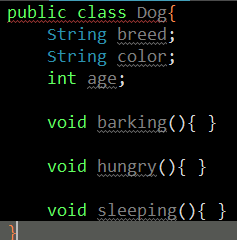 public class Dog{
    String breed;
    String color;
    int age;

    void barking(){ }

    void hungry(){ }

    void sleeping(){ }
}